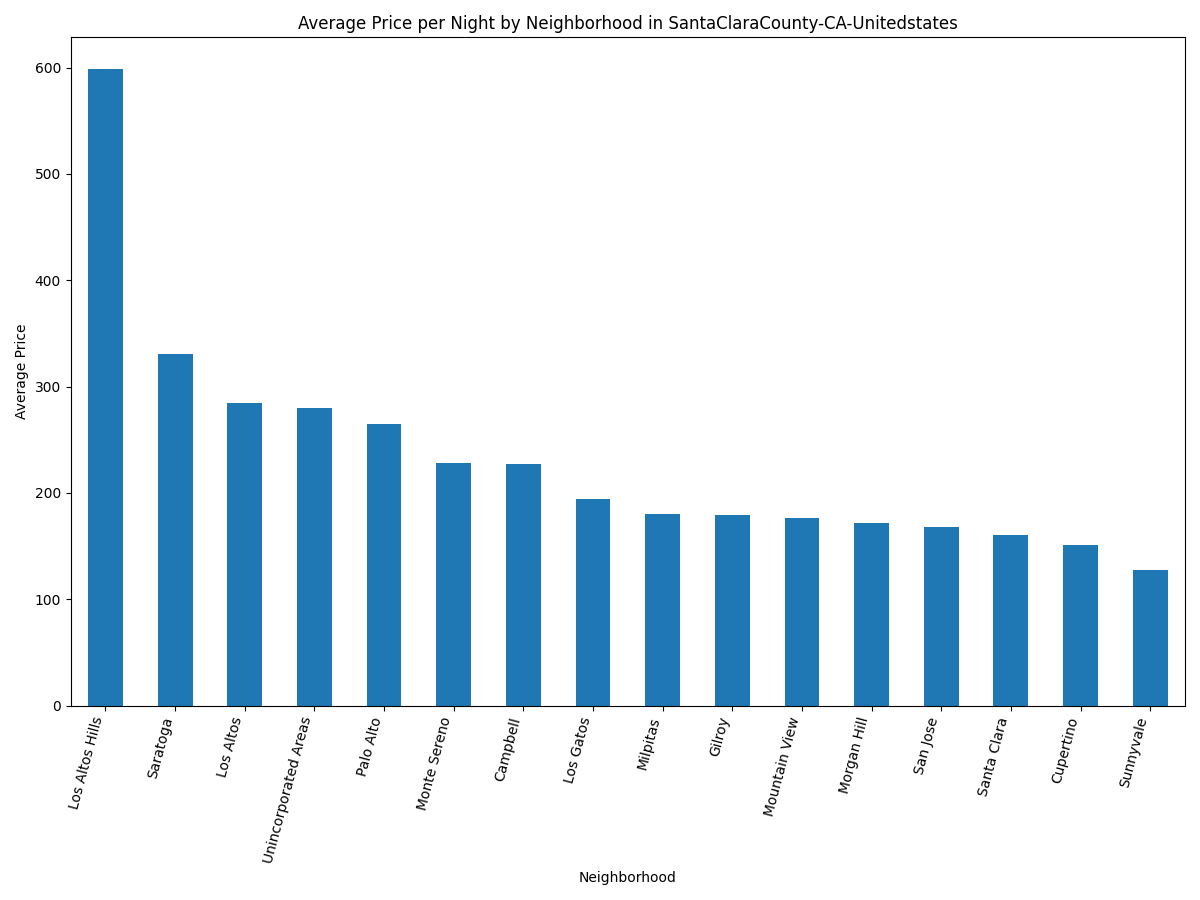 Average Price per Night by Neighborhood in SantaClaraCounty-CA-Unitedstates
Average Price
600
500
400
300
200
100
0
Los Altos Hills
Saratoga
Los Altos
Unincorporated Areas
Palo Alto
Monte Sereno
Campbell
Los Gatos
Milpitas
Gilroy
Mountain View
Morgan Hill
San Jose
Santa Clara
Cupertino
Sunnyvale
Neighborhood